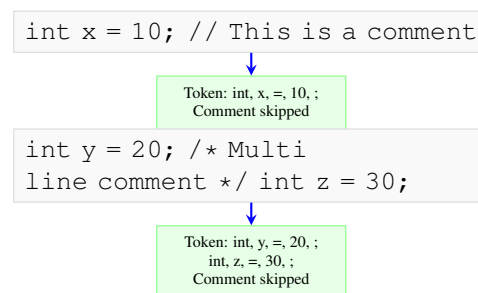 int x = 10; // This is a comment
Token: int, x, =, 10, ;
Comment skipped
int y = 20; /* Multi
line comment */ int z = 30;
Token: int, y, =, 20, ;
int, z, =, 30, ;
Comment skipped